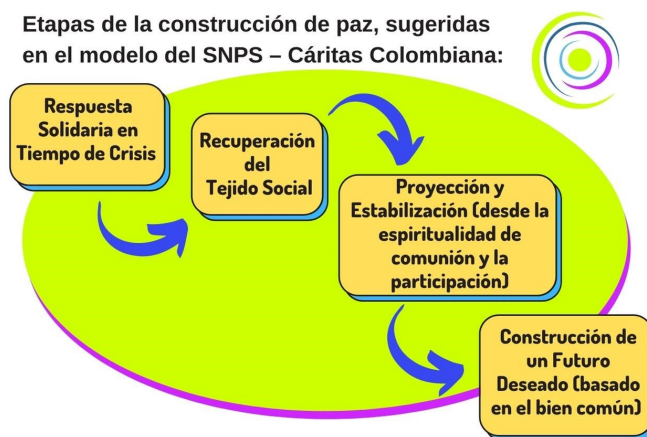 Etapas de la construcción de paz, sugeridas
en el modelo del SNPS – Cáritas Colombiana:
Respuesta
Solidaria en
Tiempo de Crisis
Recuperación
del
Tejido Social
Proyección y
Estabilización (desde la
espiritualidad de
comunión y la
participación)
Construcción de
un Futuro
Deseado (basado
en el bien común)